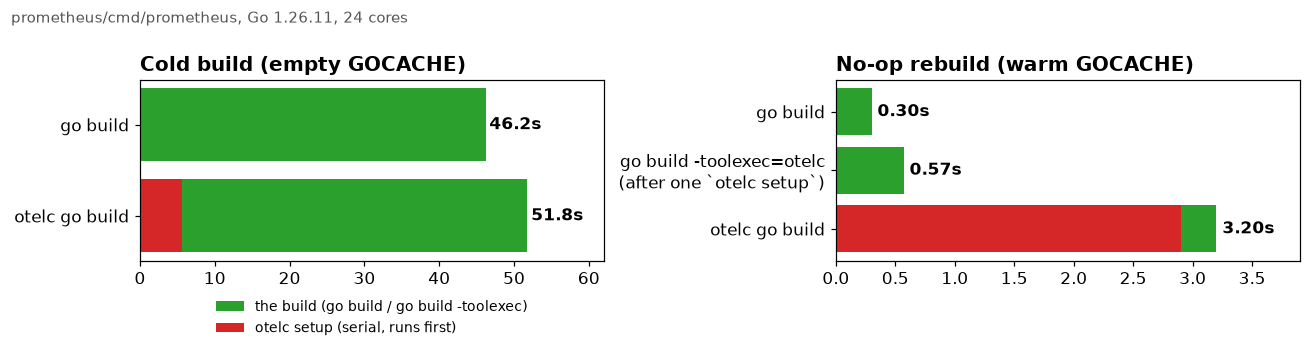 prometheus/cmd/prometheus, Go 1.26.11, 24 cores
Cold build (empty GOCACHE)
go build
46.2s
otelc go build
51.8s
0 10 20 30 40 50 60
the build (go build / go build -toolexec)
otelc setup (serial, runs first)
No-op rebuild (warm GOCACHE)
go build
0.30s
go build -toolexec=otelc
(after one `otelc setup`)
0.57s
otelc go build
3.20s
0.0 0.5 1.0 1.5 2.0 2.5 3.0 3.5